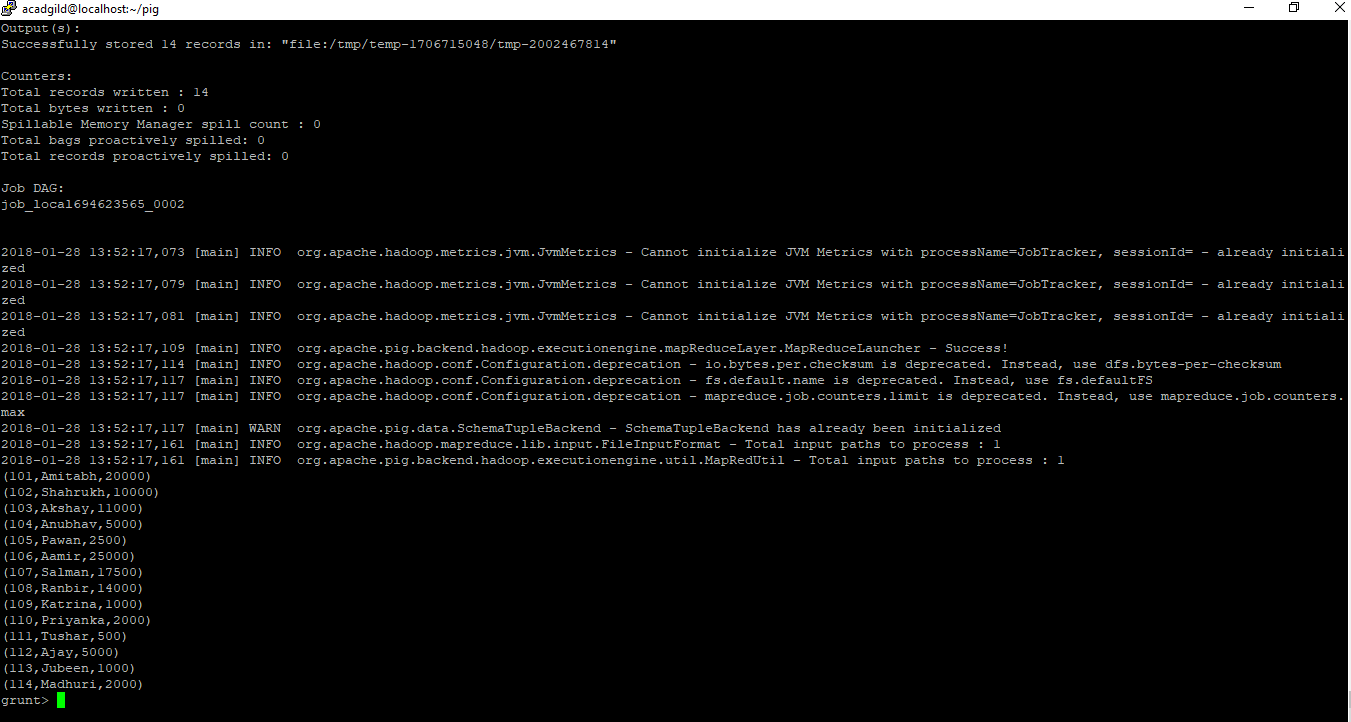 acadgild@localhost:~/pig
Output(s):
Successfully stored 14 records in: "file:/tmp/temp-1706715048/tmp-2002467814"
Counters:
Total records written : 14
Total bytes written : 0
Spillable Memory Manager spill count : 0
Total bags proactively spilled: 0
Total records proactively spilled: 0
Job DAG:
job_local694623565_0002
2018-01-28 13:52:17,073 [main] INFO  org.apache.hadoop.metrics.jvm.JvmMetrics - Cannot initialize JVM Metrics with processName=JobTracker, sessionId= - already initiali
zed
2018-01-28 13:52:17,079 [main] INFO  org.apache.hadoop.metrics.jvm.JvmMetrics - Cannot initialize JVM Metrics with processName=JobTracker, sessionId= - already initiali
zed
2018-01-28 13:52:17,081 [main] INFO  org.apache.hadoop.metrics.jvm.JvmMetrics - Cannot initialize JVM Metrics with processName=JobTracker, sessionId= - already initiali
zed
2018-01-28 13:52:17,109 [main] INFO  org.apache.pig.backend.hadoop.executionengine.mapReduceLayer.MapReduceLauncher - Success!
2018-01-28 13:52:17,114 [main] INFO  org.apache.hadoop.conf.Configuration.deprecation - io.bytes.per.checksum is deprecated. Instead, use dfs.bytes-per-checksum
2018-01-28 13:52:17,117 [main] INFO  org.apache.hadoop.conf.Configuration.deprecation - fs.default.name is deprecated. Instead, use fs.defaultFS
2018-01-28 13:52:17,117 [main] INFO  org.apache.hadoop.conf.Configuration.deprecation - mapreduce.job.counters.limit is deprecated. Instead, use mapreduce.job.counters.
max
2018-01-28 13:52:17,117 [main] WARN  org.apache.pig.data.SchemaTupleBackend - SchemaTupleBackend has already been initialized
2018-01-28 13:52:17,161 [main] INFO  org.apache.hadoop.mapreduce.lib.input.FileInputFormat - Total input paths to process : 1
2018-01-28 13:52:17,161 [main] INFO  org.apache.pig.backend.hadoop.executionengine.util.MapRedUtil - Total input paths to process : 1
(101,Amitabh,20000)
(102,Shahrukh,10000)
(103,Akshay,11000)
(104,Anubhav,5000)
(105,Pawan,2500)
(106,Aamir,25000)
(107,Salman,17500)
(108,Ranbir,14000)
(109,Katrina,1000)
(110,Priyanka,2000)
(111,Tushar,500)
(112,Ajay,5000)
(113,Jubeen,1000)
(114,Madhuri,2000)
grunt>